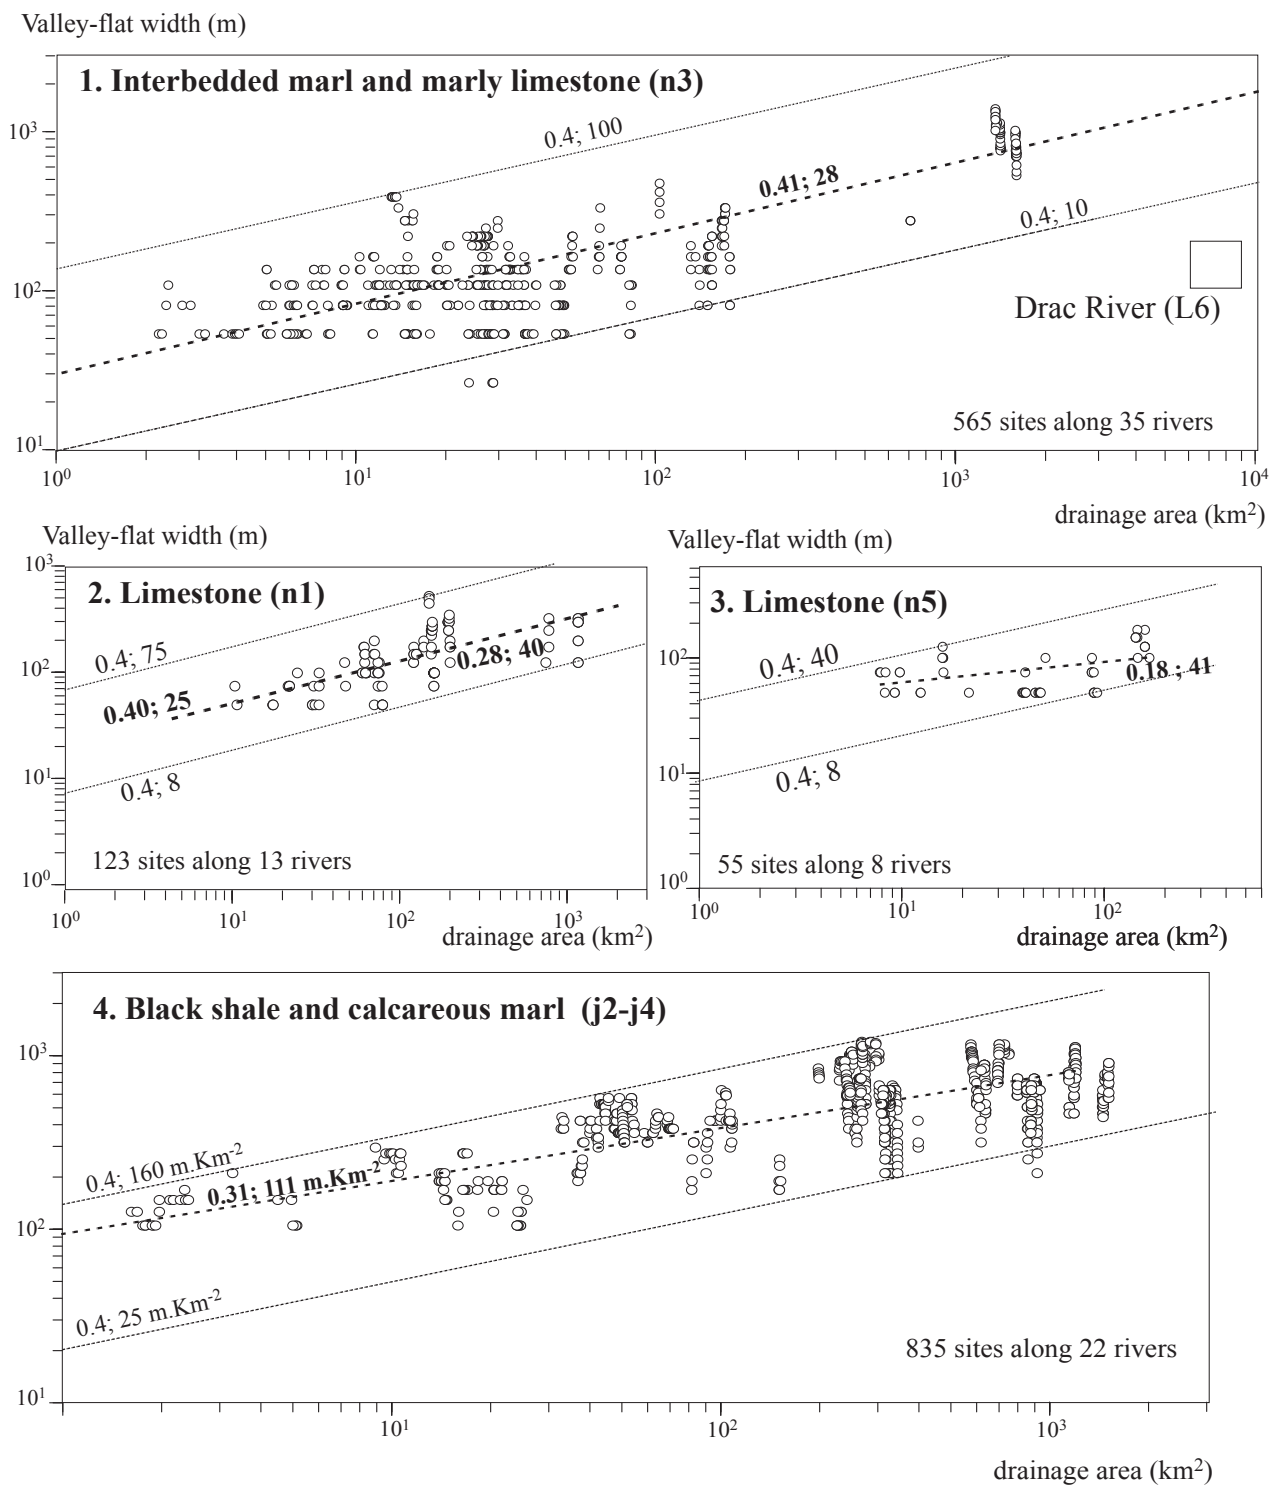 Valley-flat width (m)
1. Interbedded marl and marly limestone (n3)
10³
0.4; 100
0.41; 28
0.4; 10
10²
Drac River (L6)
565 sites along 35 rivers
10¹
10⁰ 10¹ 10² 10³ 10⁴
drainage area (km²)
Valley-flat width (m)
10³
2. Limestone (n1)
0.4; 75
10²
0.28; 40
0.40; 25
10¹
0.4; 8
123 sites along 13 rivers
10⁰
10⁰ 10¹ 10² 10³
drainage area (km²)
Valley-flat width (m)
3. Limestone (n5)
10²
0.4; 40
0.18 ; 41
10¹
0.4; 8
55 sites along 8 rivers
10⁰
10⁰ 10¹ 10²
drainage area (km²)
4. Black shale and calcareous marl (j2-j4)
10³
0.4; 160 m.Km⁻²
0.31; 111 m.Km⁻²
10²
0.4; 25 m.Km⁻²
835 sites along 22 rivers
10¹
10¹ 10² 10³
drainage area (km²)